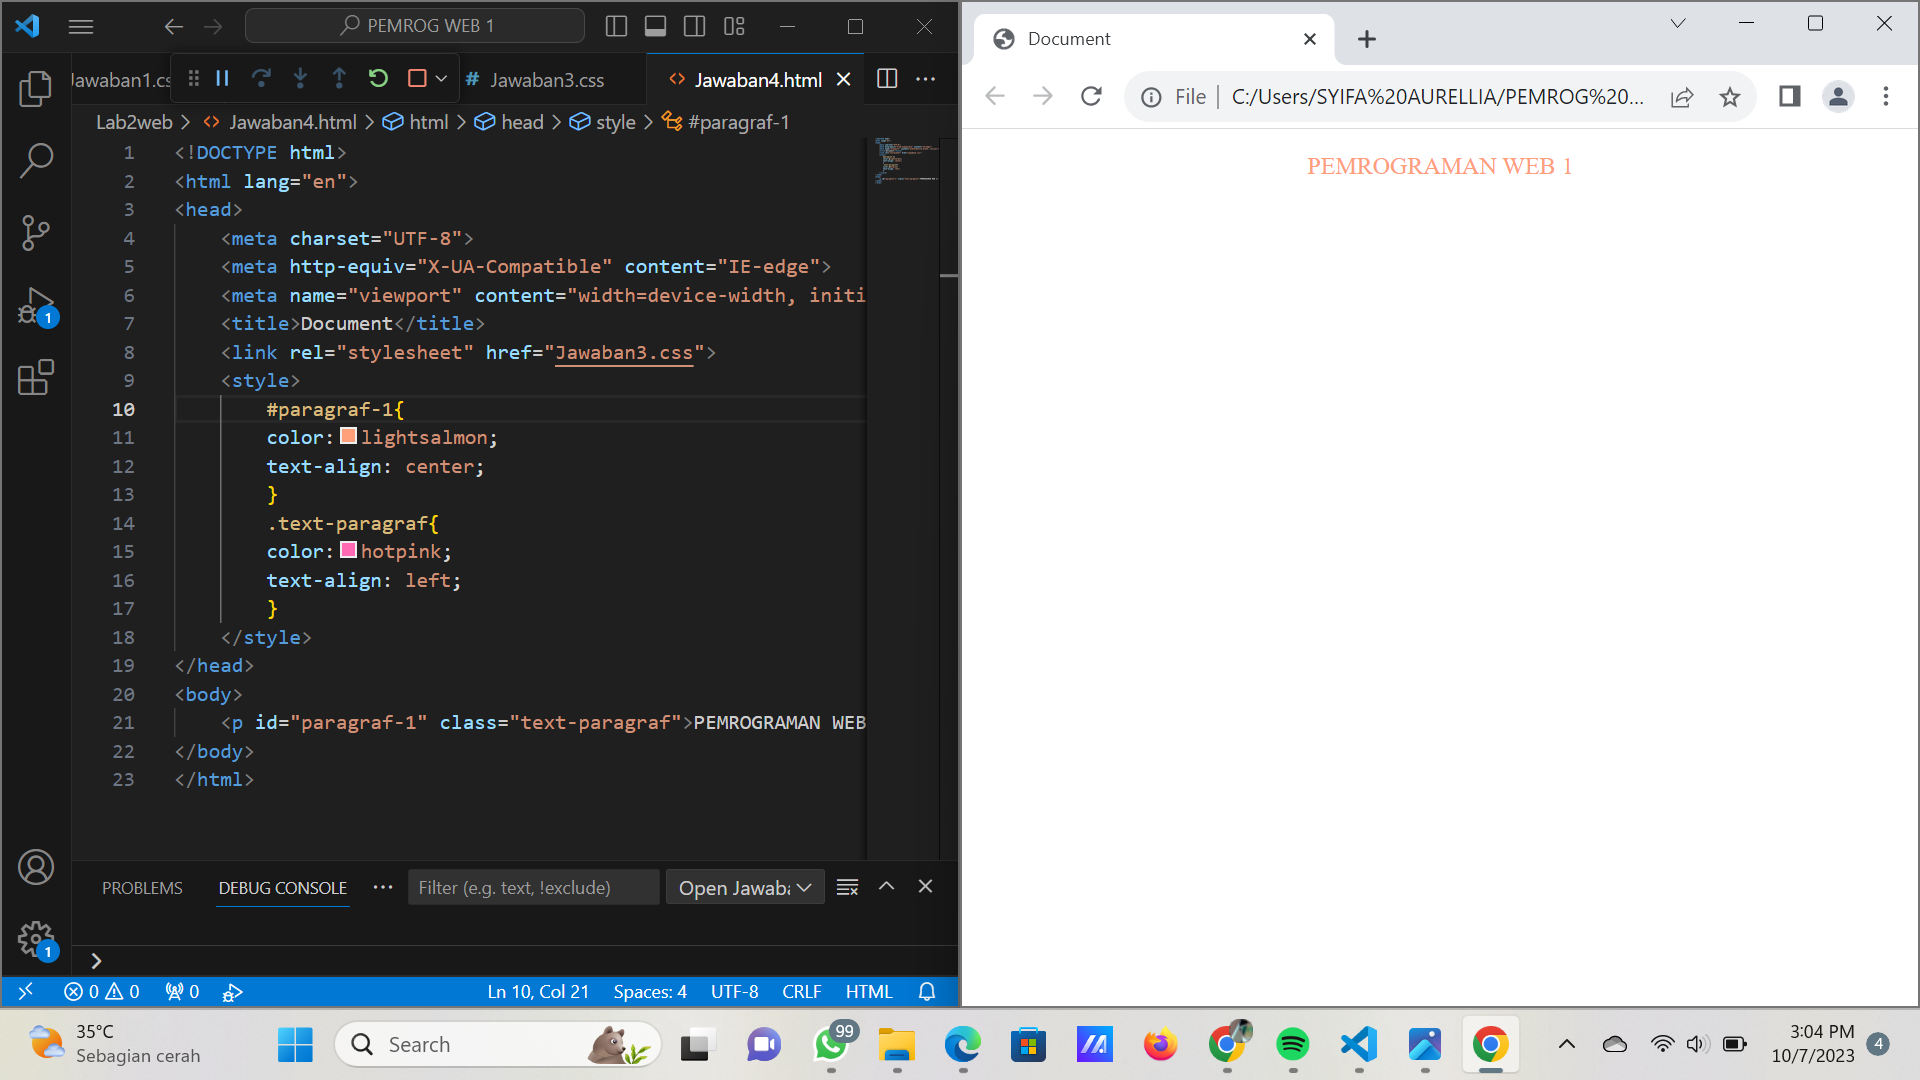 PEMROG WEB 1
Jawaban1.cs
# Jawaban3.css
<> Jawaban4.html
Lab2web > <> Jawaban4.html > html > head > style > #paragraf-1
1 <!DOCTYPE html>
2 <html lang="en">
3 <head>
4 <meta charset="UTF-8">
5 <meta http-equiv="X-UA-Compatible" content="IE-edge">
6 <meta name="viewport" content="width=device-width, initi
7 <title>Document</title>
8 <link rel="stylesheet" href="Jawaban3.css">
9 <style>
10 #paragraf-1{
11 color: lightsalmon;
12 text-align: center;
13 }
14 .text-paragraf{
15 color: hotpink;
16 text-align: left;
17 }
18 </style>
19 </head>
20 <body>
21 <p id="paragraf-1" class="text-paragraf">PEMROGRAMAN WEB
22 </body>
23 </html>
1
1
PROBLEMS
DEBUG CONSOLE
Filter (e.g. text, !exclude)
Open Jawaba
0 0
0
Ln 10, Col 21
Spaces: 4
UTF-8
CRLF
HTML
Document
File | C:/Users/SYIFA%20AURELLIA/PEMROG%20...
PEMROGRAMAN WEB 1
35°C
Sebagian cerah
Search
99
3:04 PM
10/7/2023
4